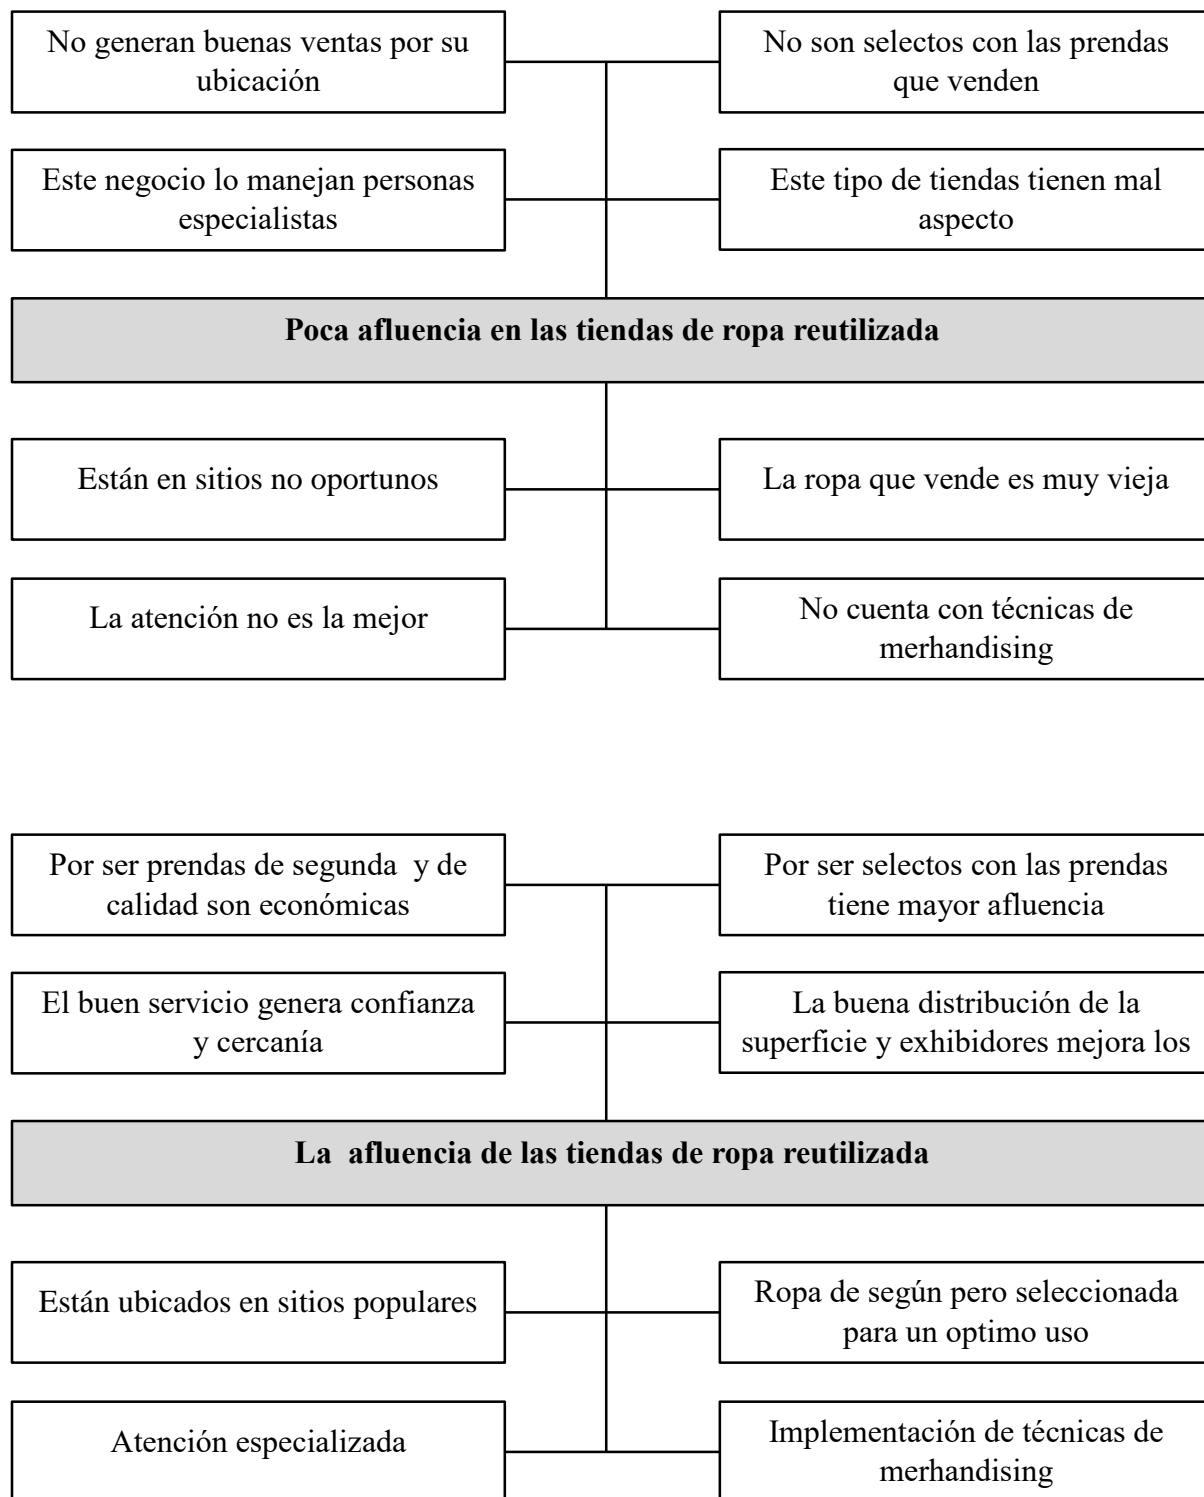 No generan buenas ventas por su
ubicación
No son selectos con las prendas
que venden
Este negocio lo manejan personas
especialistas
Este tipo de tiendas tienen mal
aspecto
Poca afluencia en las tiendas de ropa reutilizada
Están en sitios no oportunos
La ropa que vende es muy vieja
La atención no es la mejor
No cuenta con técnicas de
merhandising
Por ser prendas de segunda  y de
calidad son económicas
Por ser selectos con las prendas
tiene mayor afluencia
El buen servicio genera confianza
y cercanía
La buena distribución de la
superficie y exhibidores mejora los
La  afluencia de las tiendas de ropa reutilizada
Están ubicados en sitios populares
Ropa de según pero seleccionada
para un optimo uso
Atención especializada
Implementación de técnicas de
merhandising